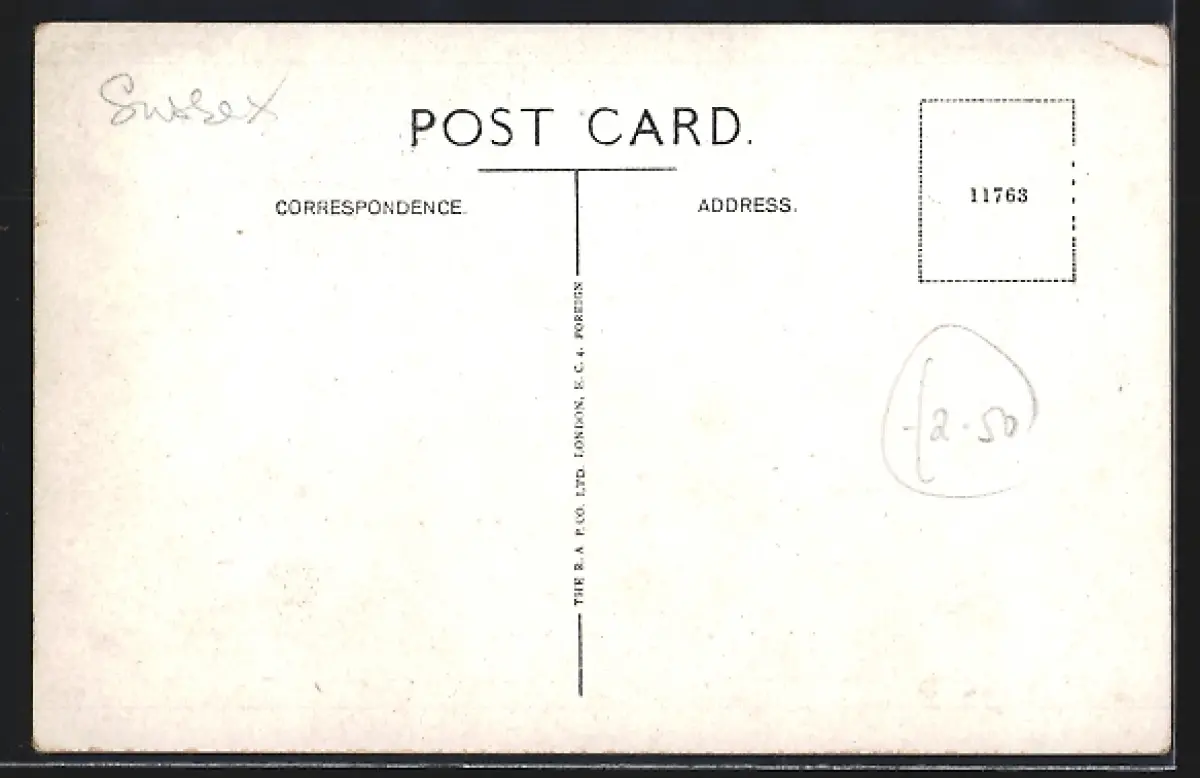 Sussex
POST CARD.
CORRESPONDENCE.
ADDRESS.
11763
THE R.A. P. CO. LTD. LONDON, E.C.4. FOREIGN
2.50